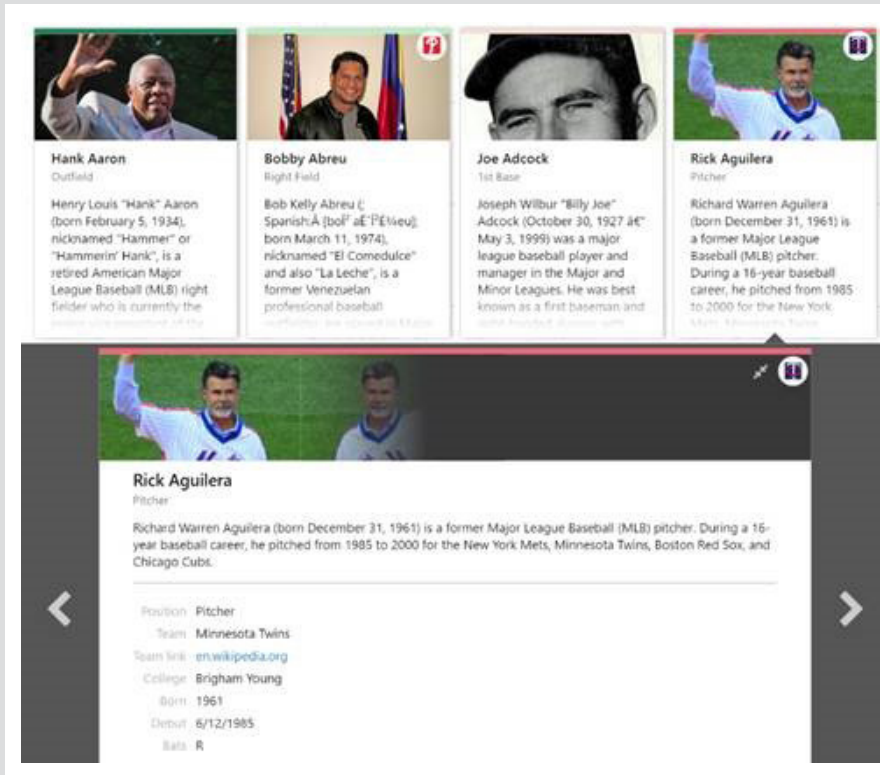 Hank Aaron
Outfield
Henry Louis "Hank" Aaron
(born February 5, 1934),
nicknamed "Hammer" or
"Hammerin' Hank", is a
retired American Major
League Baseball (MLB) right
fielder who is currently the
Bobby Abreu
Right Field
Bob Kelly Abreu (;
born March 11, 1974),
nicknamed "El Comedulce"
and also "La Leche", is a
former Venezuelan
professional baseball
Joe Adcock
1st Base
Joseph Wilbur "Billy Joe"
Adcock (October 30, 1927 â€“
May 3, 1999) was a major
league baseball player and
manager in the Major and
Minor Leagues. He was best
known as a first baseman and
Rick Aguilera
Pitcher
Richard Warren Aguilera
(born December 31, 1961) is
a former Major League
Baseball (MLB) pitcher.
During a 16-year baseball
career, he pitched from 1985
to 2000 for the New York
Mets, Minnesota Twins
Rick Aguilera
Pitcher
Richard Warren Aguilera (born December 31, 1961) is a former Major League Baseball (MLB) pitcher. During a 16-
year baseball career, he pitched from 1985 to 2000 for the New York Mets, Minnesota Twins, Boston Red Sox, and
Chicago Cubs.
Position Pitcher
Team Minnesota Twins
Team link en.wikipedia.org
College Brigham Young
Born 1961
Debut 6/12/1985
Bats R